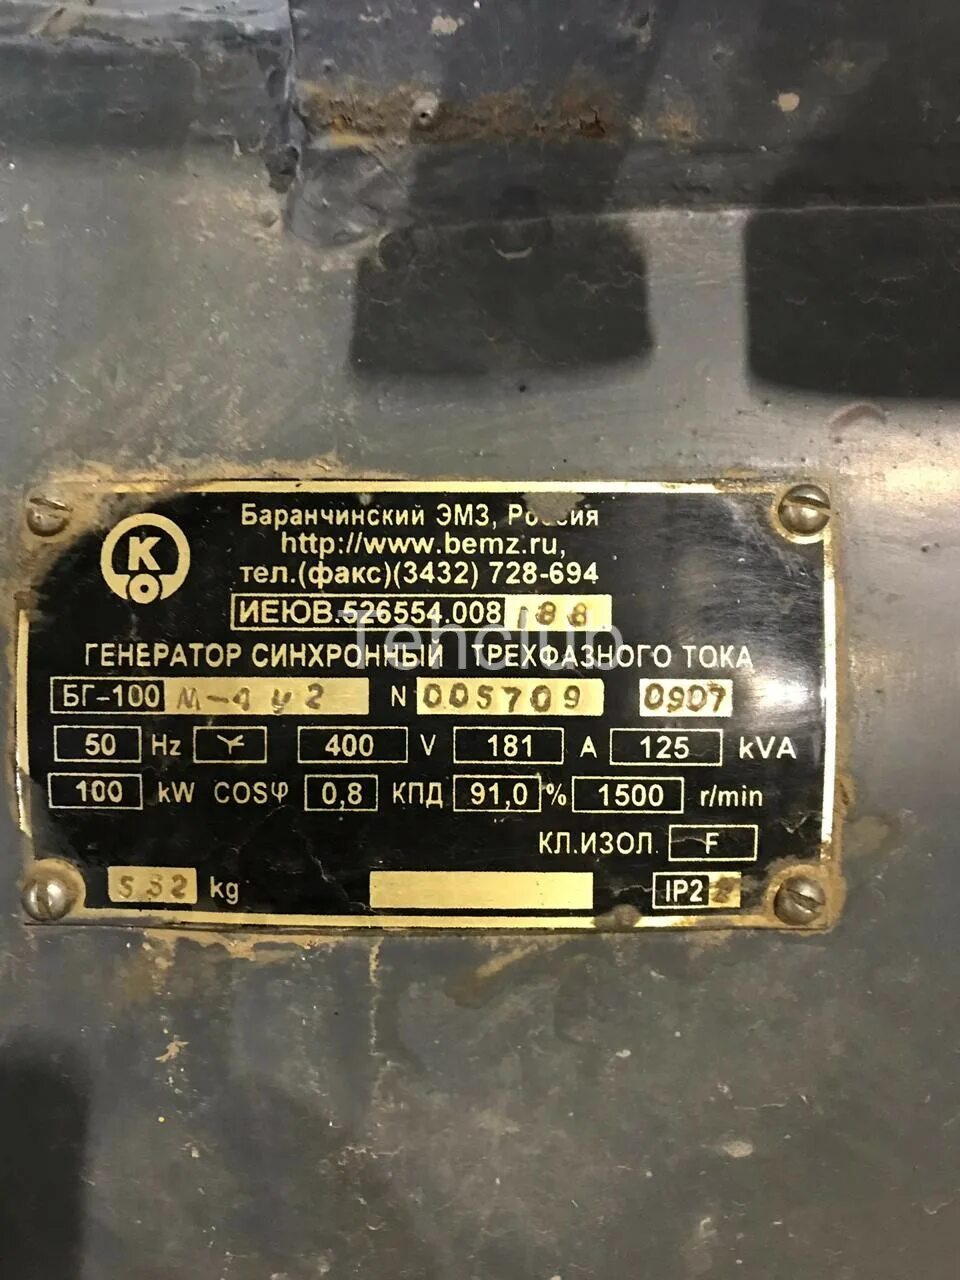 Баранчинский ЭМЗ, Россия
http://www.bemz.ru,
тел.(факс)(3432) 728-694
КО
ИЕЮВ.526554.008
Tehclub
ГЕНЕРАТОР СИНХРОННЫЙ ТРЕХФАЗНОГО ТОКА
БГ-100 М-4 У2 N 005709 0907
50 Hz 400 V 181 A 125 kVA
100 kW COSφ 0,8 КПД 91,0 % 1500 r/min
КЛ.ИЗОЛ. F
532 kg IP2